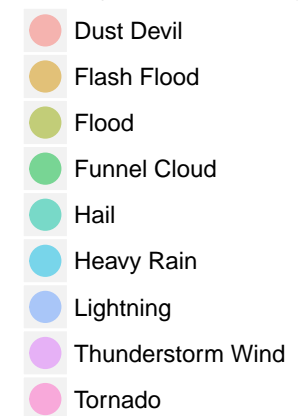 Dust Devil
Flash Flood
Flood
Funnel Cloud
Hail
Heavy Rain
Lightning
Thunderstorm Wind
Tornado